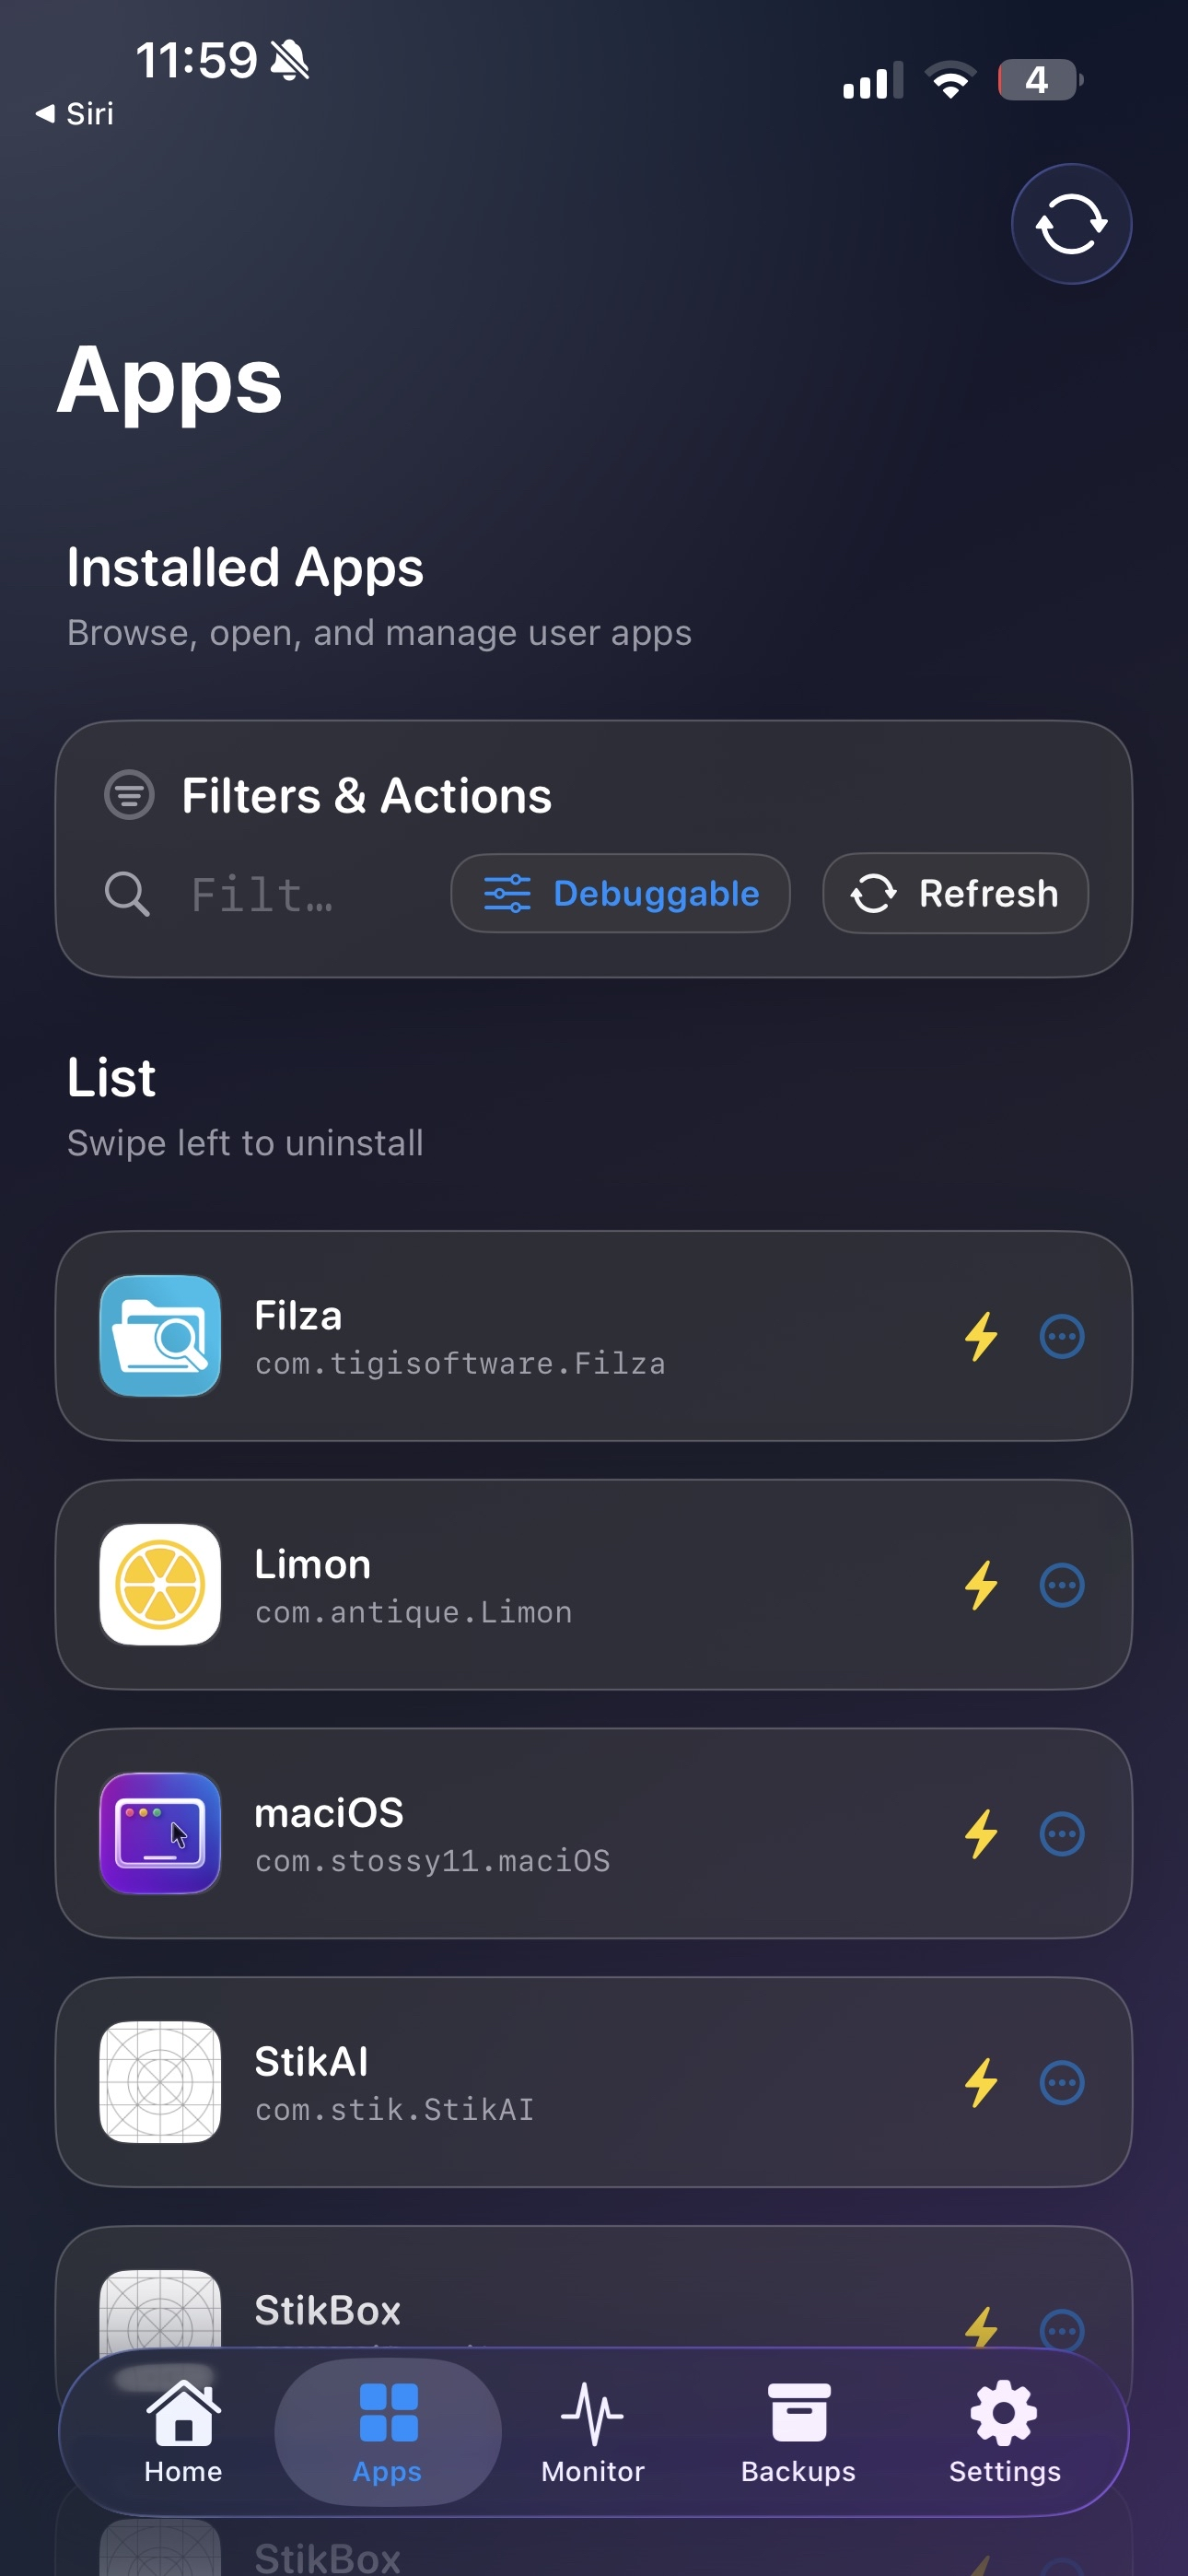 11:59
4
Siri
Apps
Installed Apps
Browse, open, and manage user apps
Filters & Actions
Filt…
Debuggable
Refresh
List
Swipe left to uninstall
Filza
com.tigisoftware.Filza
Limon
com.antique.Limon
maciOS
com.stossy11.maciOS
StikAI
com.stik.StikAI
StikBox
Home
Apps
Monitor
Backups
Settings
StikBox